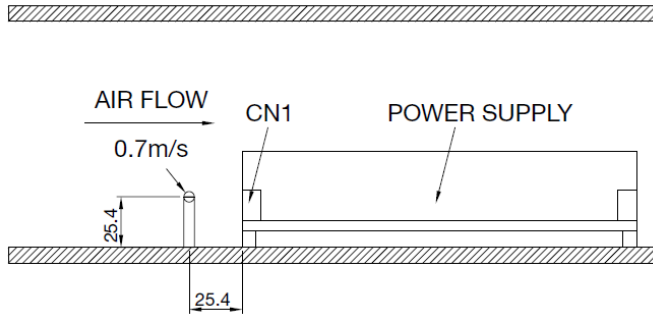 AIR FLOW
CN1
POWER SUPPLY
0.7m/s
25.4
25.4